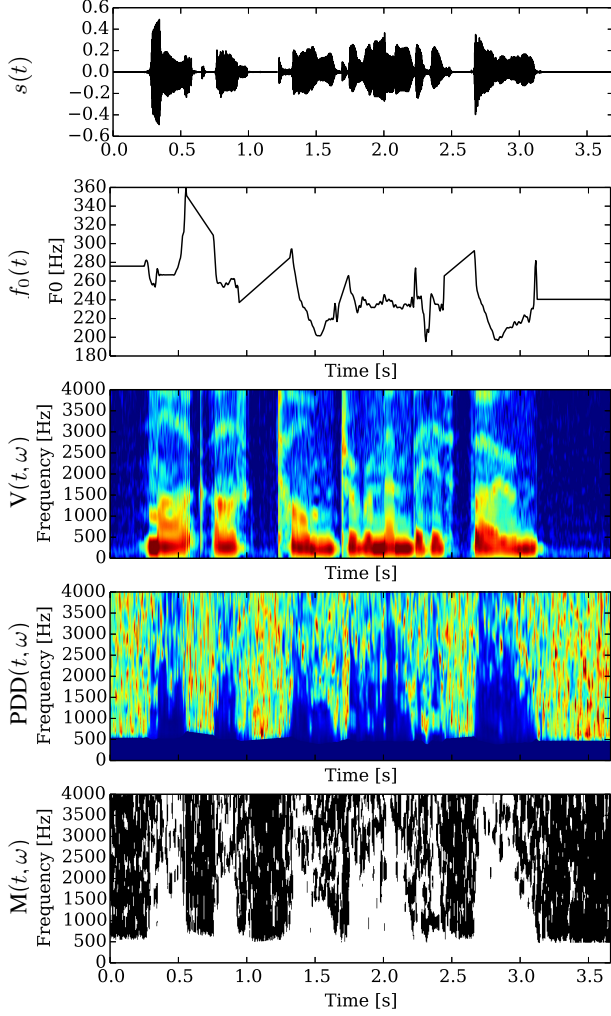 s(t)
0.6
0.4
0.2
0.0
−0.2
−0.4
−0.6
0.0 0.5 1.0 1.5 2.0 2.5 3.0 3.5
f₀(t)
F0 [Hz]
360
340
320
300
280
260
240
220
200
180
Time [s]
V(t, ω)
Frequency [Hz]
4000
3500
3000
2500
2000
1500
1000
500
0
Time [s]
PDD(t, ω)
Frequency [Hz]
4000
3500
3000
2500
2000
1500
1000
500
0
Time [s]
M(t, ω)
Frequency [Hz]
4000
3500
3000
2500
2000
1500
1000
500
0
0.0 0.5 1.0 1.5 2.0 2.5 3.0 3.5
Time [s]